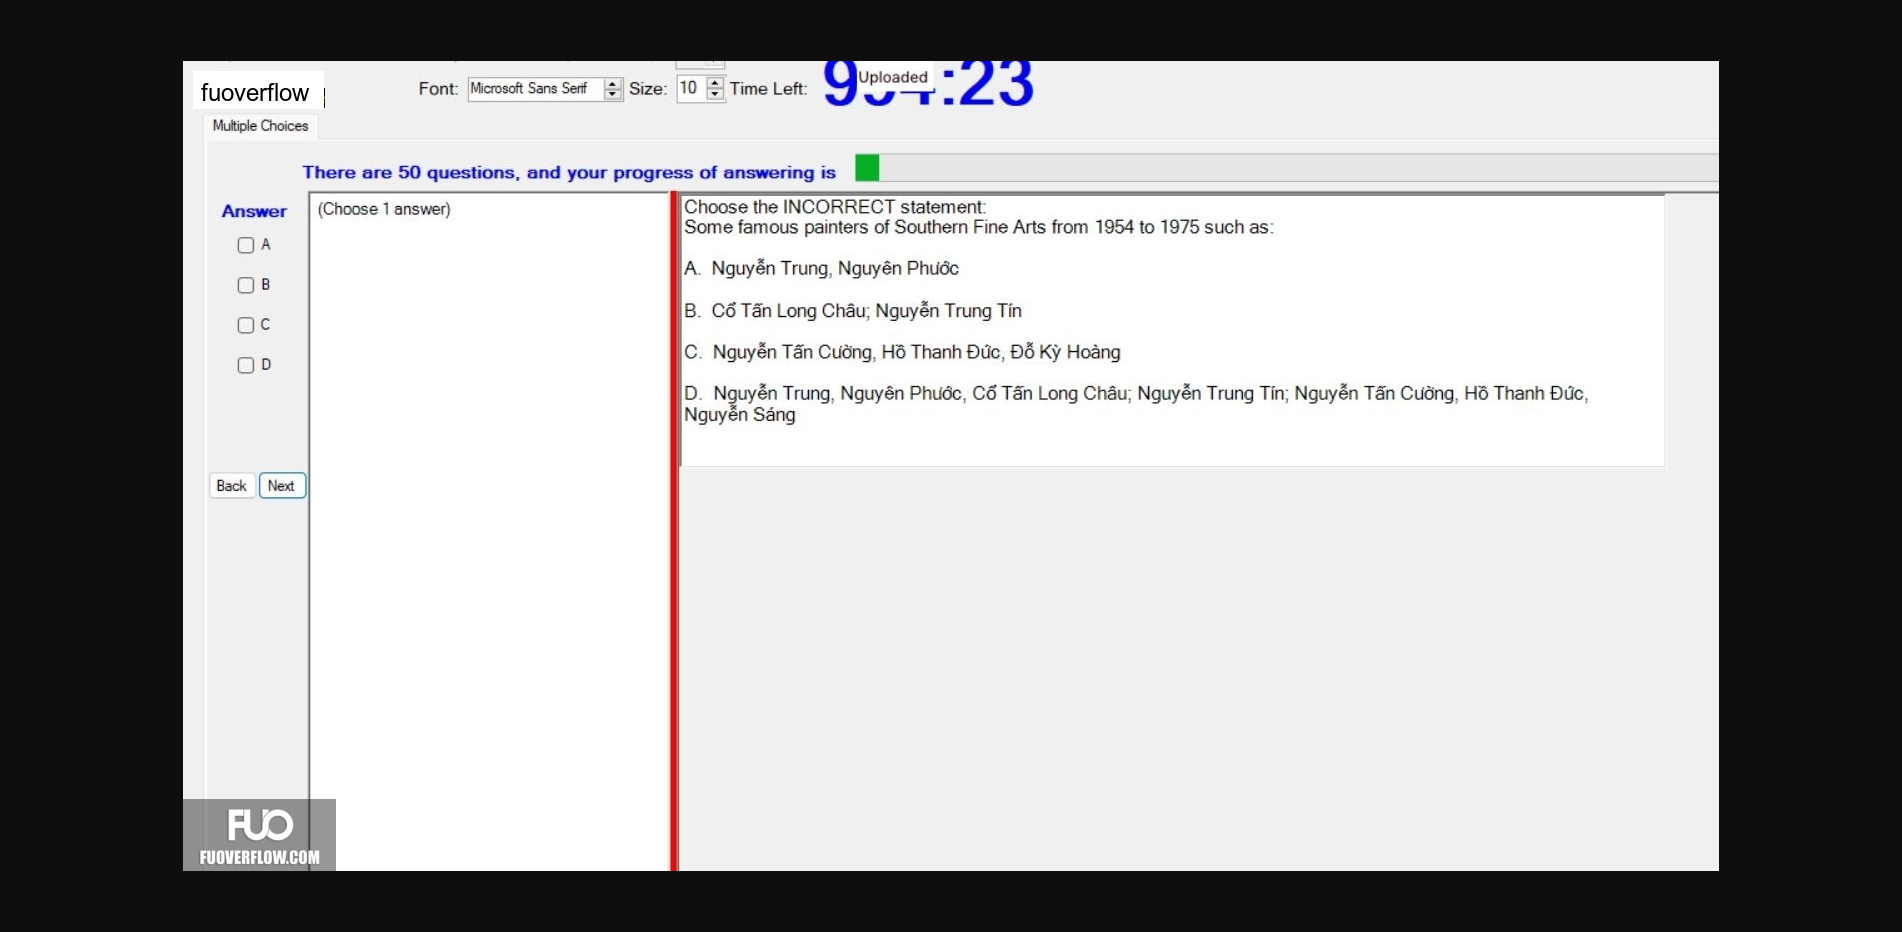 fuoverflow
Font: Microsoft Sans Serif Size: 10 Time Left: :23
Uploaded
Multiple Choices
There are 50 questions, and your progress of answering is
Answer
A
B
C
D
Back Next
(Choose 1 answer)
Choose the INCORRECT statement:
Some famous painters of Southern Fine Arts from 1954 to 1975 such as:
A. Nguyễn Trung, Nguyên Phước
B. Cổ Tấn Long Châu; Nguyễn Trung Tín
C. Nguyễn Tấn Cường, Hồ Thanh Đức, Đỗ Kỳ Hoàng
D. Nguyễn Trung, Nguyên Phước, Cổ Tấn Long Châu; Nguyễn Trung Tín; Nguyễn Tấn Cường, Hồ Thanh Đức,
Nguyễn Sáng
FUO
FUOVERFLOW.COM